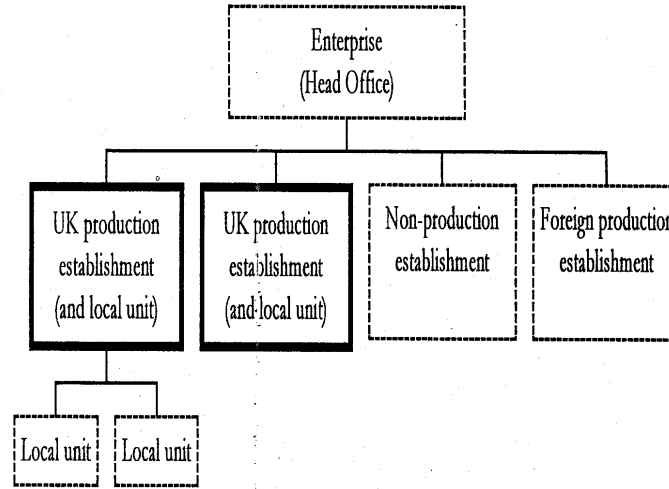 Enterprise
(Head Office)
UK production
establishment
(and local unit)
UK production
establishment
(and local unit)
Non-production
establishment
Foreign production
establishment
Local unit
Local unit